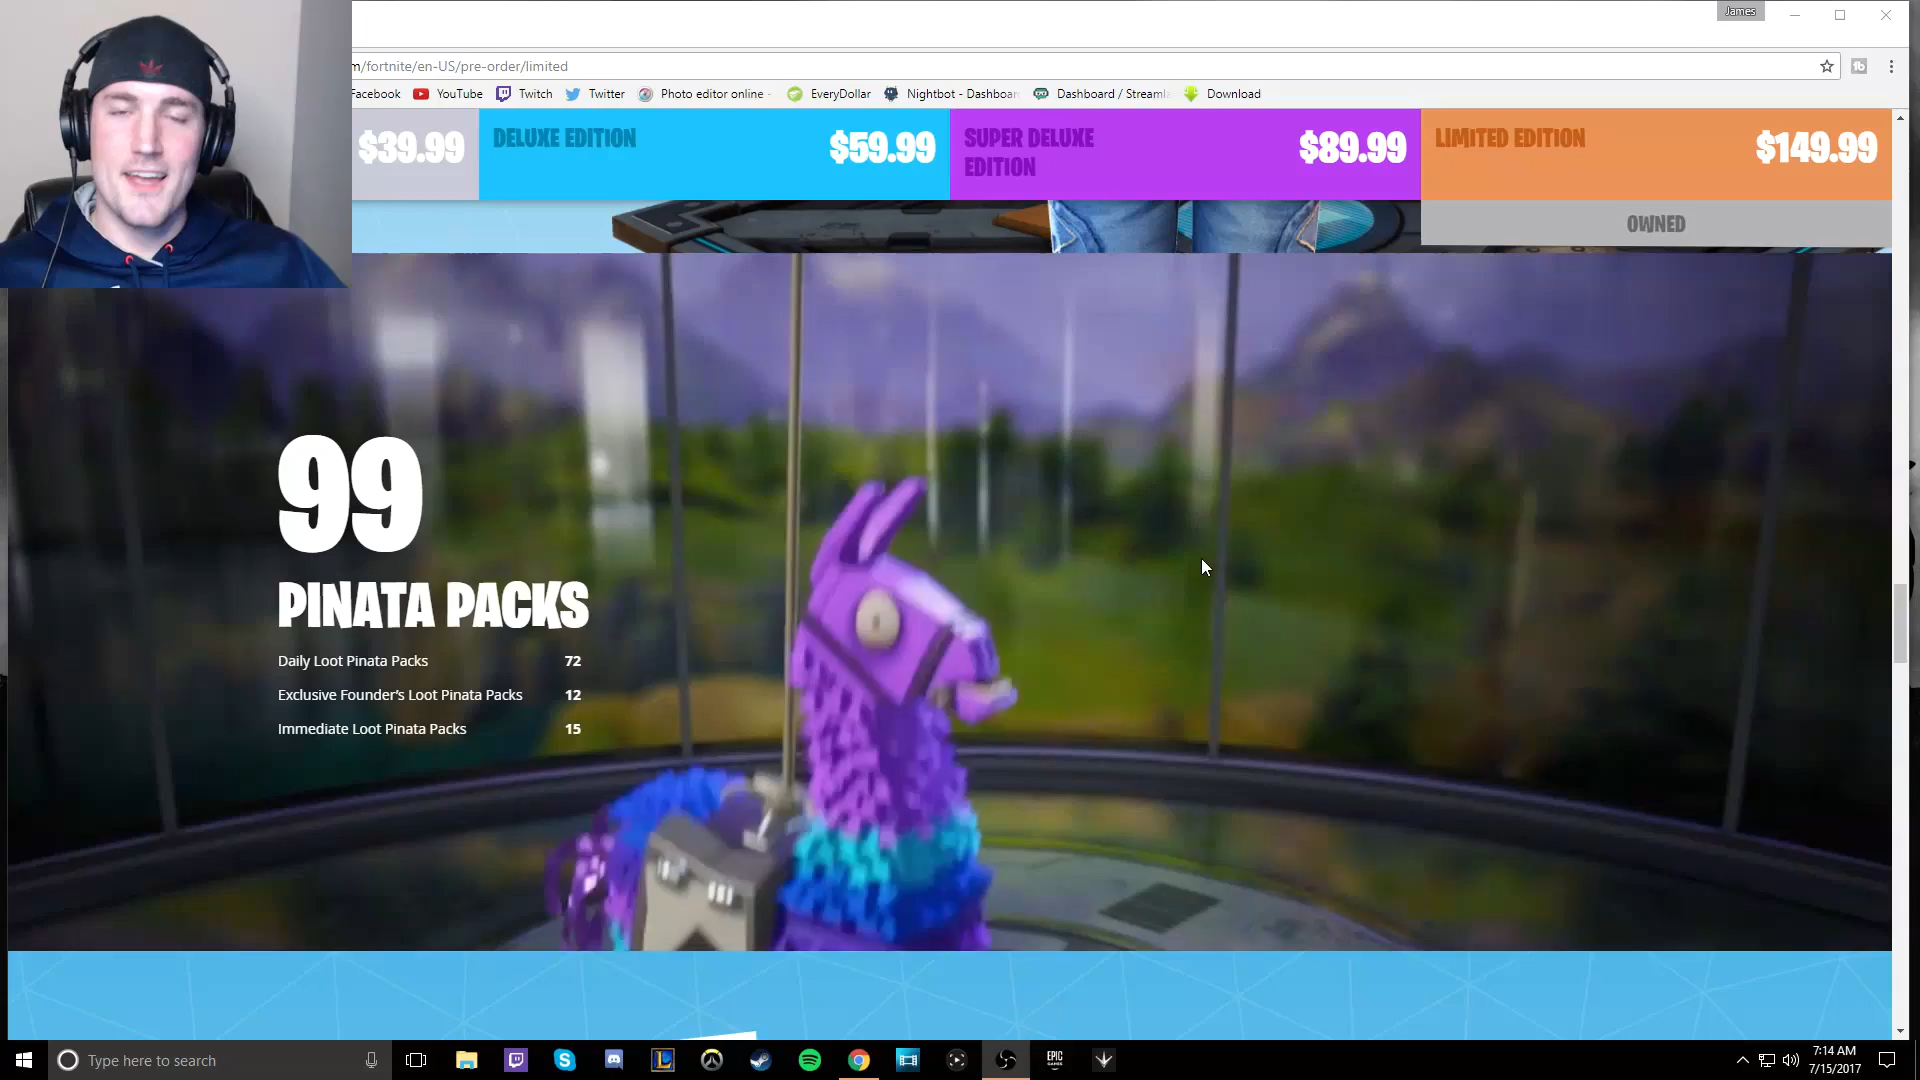 James
m/fortnite/en-US/pre-order/limited
Facebook YouTube Twitch Twitter Photo editor online - EveryDollar Nightbot - Dashboar Dashboard / Streamla Download
$39.99 DELUXE EDITION $59.99 SUPER DELUXE EDITION $89.99 LIMITED EDITION $149.99
OWNED
99
PINATA PACKS
Daily Loot Pinata Packs 72
Exclusive Founder's Loot Pinata Packs 12
Immediate Loot Pinata Packs 15
Type here to search
EPIC GAMES
7:14 AM
7/15/2017